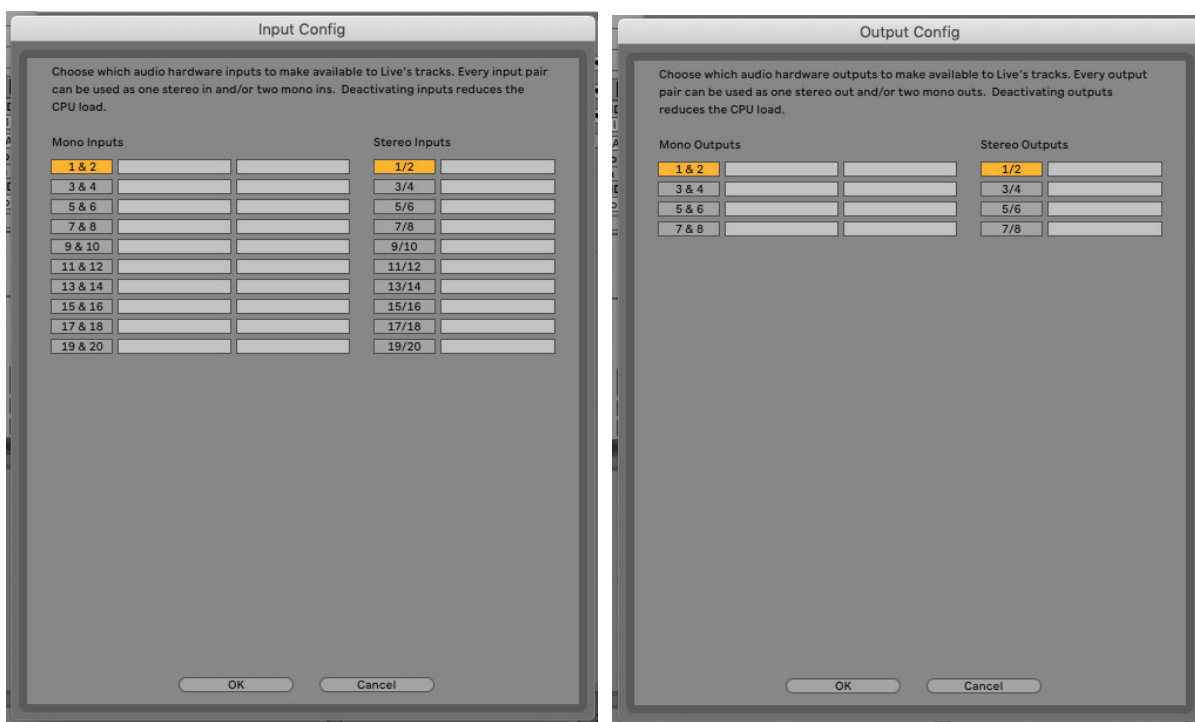 Input Config
Choose which audio hardware inputs to make available to Live's tracks. Every input pair
can be used as one stereo in and/or two mono ins. Deactivating inputs reduces the
CPU load.
Mono Inputs Stereo Inputs
1 & 2 1/2
3 & 4 3/4
5 & 6 5/6
7 & 8 7/8
9 & 10 9/10
11 & 12 11/12
13 & 14 13/14
15 & 16 15/16
17 & 18 17/18
19 & 20 19/20
OK Cancel
Output Config
Choose which audio hardware outputs to make available to Live's tracks. Every output
pair can be used as one stereo out and/or two mono outs. Deactivating outputs
reduces the CPU load.
Mono Outputs Stereo Outputs
1 & 2 1/2
3 & 4 3/4
5 & 6 5/6
7 & 8 7/8
OK Cancel